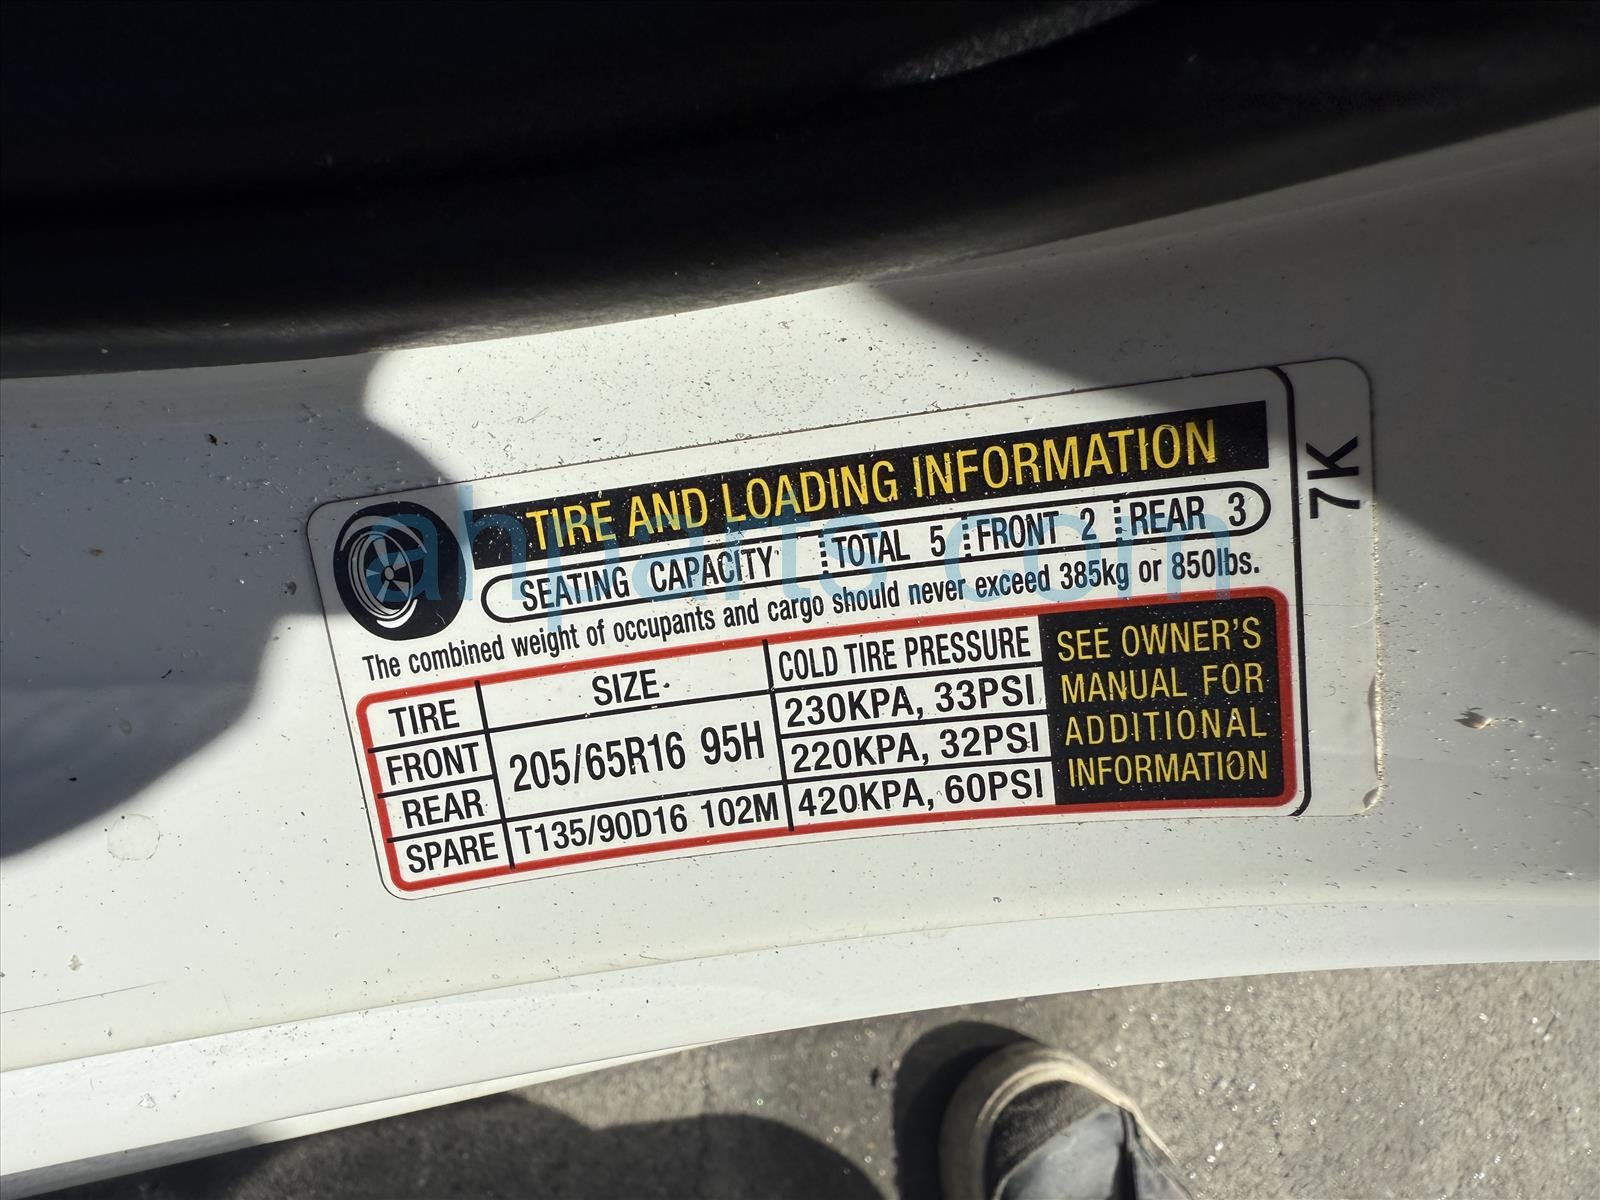 TIRE AND LOADING INFORMATION
SEATING CAPACITY TOTAL 5 FRONT 2 REAR 3
The combined weight of occupants and cargo should never exceed 385kg or 850lbs.
TIRE SIZE COLD TIRE PRESSURE
FRONT 205/65R16 95H 230KPA, 33PSI
REAR 220KPA, 32PSI
SPARE T135/90D16 102M 420KPA, 60PSI
SEE OWNER'S
MANUAL FOR
ADDITIONAL
INFORMATION
7K
ahparts.com